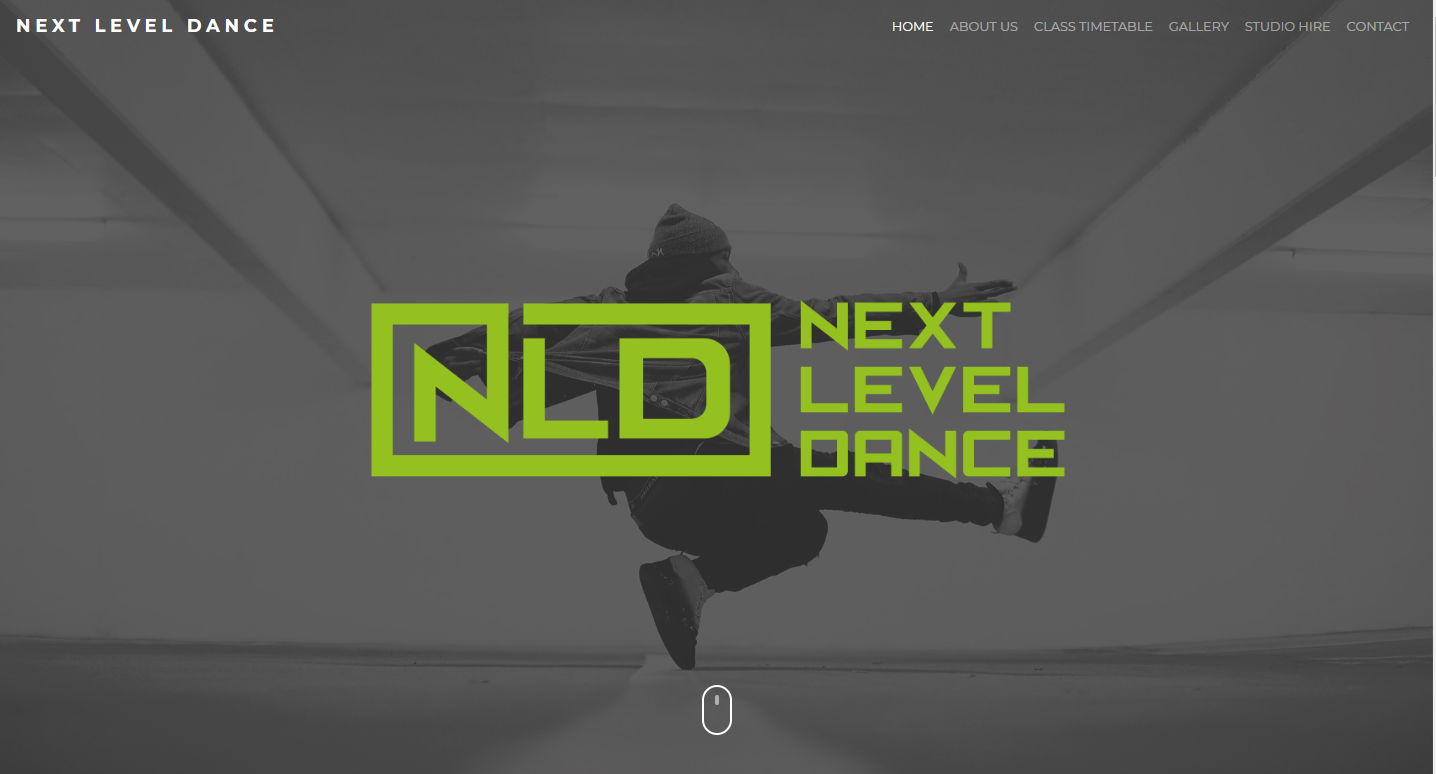 NEXT LEVEL DANCE
HOME ABOUT US CLASS TIMETABLE GALLERY STUDIO HIRE CONTACT
NLD
NEXT
LEVEL
DANCE